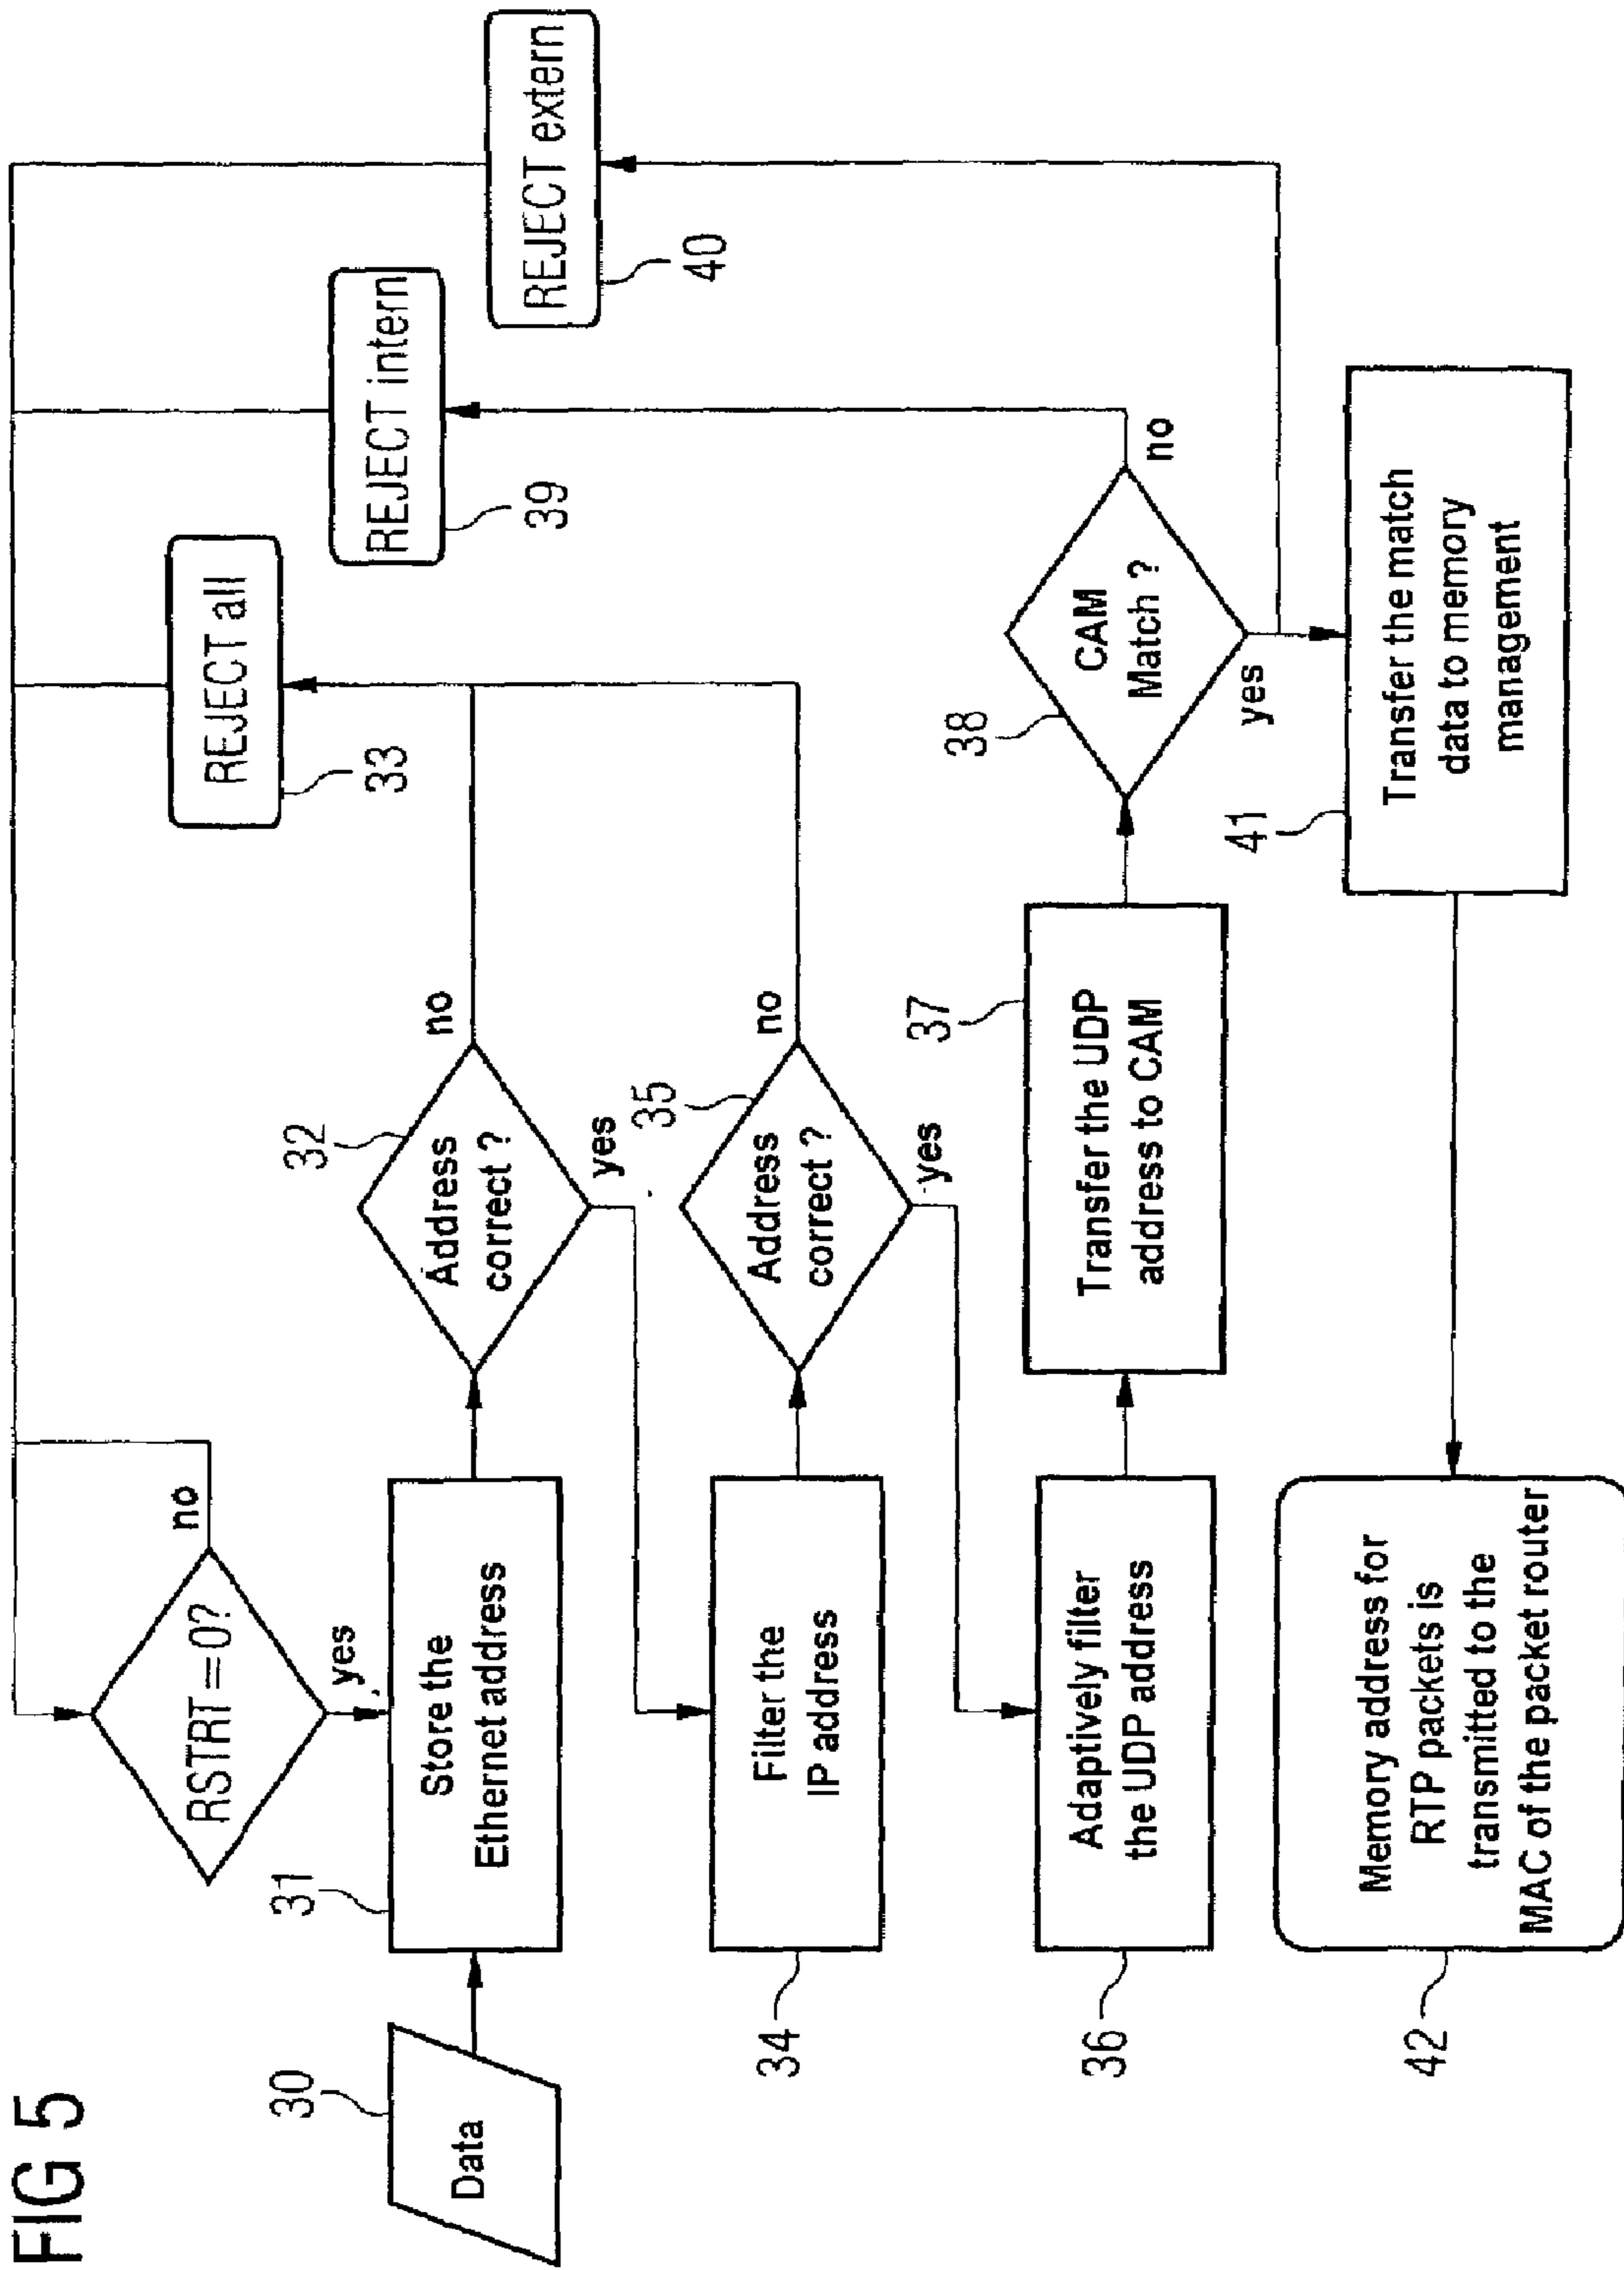 FIG 5
RSTRT=0?
no
yes
30
Data
31
Store the
Ethernet address
32
Address
correct ?
no
yes
33
REJECT all
34
Filter the
IP address
35
Address
correct ?
no
yes
36
Adaptively filter
the UDP address
37
Transfer the UDP
address to CAM
38
CAM
Match ?
no
yes
39
REJECT intern
40
REJECT extern
41
Transfer the match
data to memory
management
42
Memory address for
RTP packets is
transmitted to the
MAC of the packet router